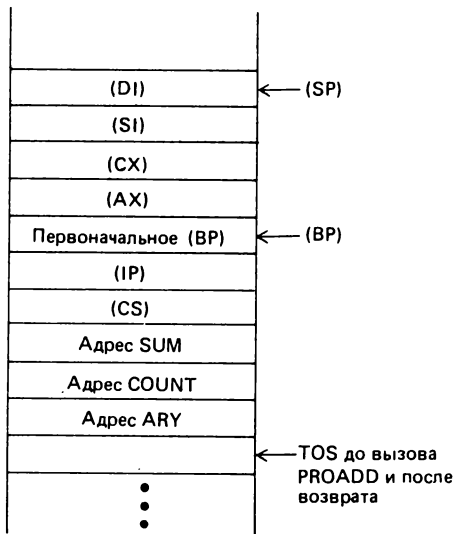 (DI)
(SP)
(SI)
(CX)
(AX)
Первоначальное (BP)
(BP)
(IP)
(CS)
Адрес SUM
Адрес COUNT
Адрес ARY
TOS до вызова
PROADD и после
возврата